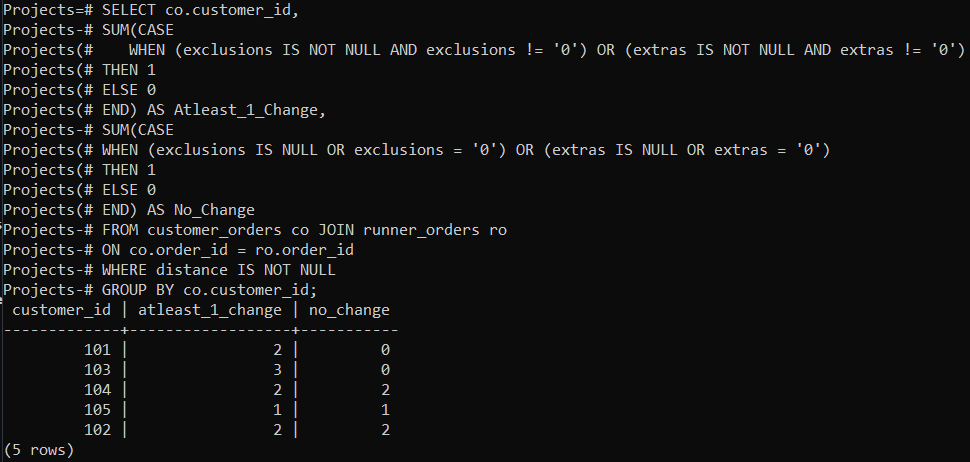 Projects=# SELECT co.customer_id,
Projects-# SUM(CASE
Projects(#    WHEN (exclusions IS NOT NULL AND exclusions != '0') OR (extras IS NOT NULL AND extras != '0')
Projects(# THEN 1
Projects(# ELSE 0
Projects(# END) AS Atleast_1_Change,
Projects-# SUM(CASE
Projects(# WHEN (exclusions IS NULL OR exclusions = '0') OR (extras IS NULL OR extras = '0')
Projects(# THEN 1
Projects(# ELSE 0
Projects(# END) AS No_Change
Projects-# FROM customer_orders co JOIN runner_orders ro
Projects-# ON co.order_id = ro.order_id
Projects-# WHERE distance IS NOT NULL
Projects-# GROUP BY co.customer_id;
 customer_id | atleast_1_change | no_change
-------------+------------------+-----------
         101 |                2 |         0
         103 |                3 |         0
         104 |                2 |         2
         105 |                1 |         1
         102 |                2 |         2
(5 rows)